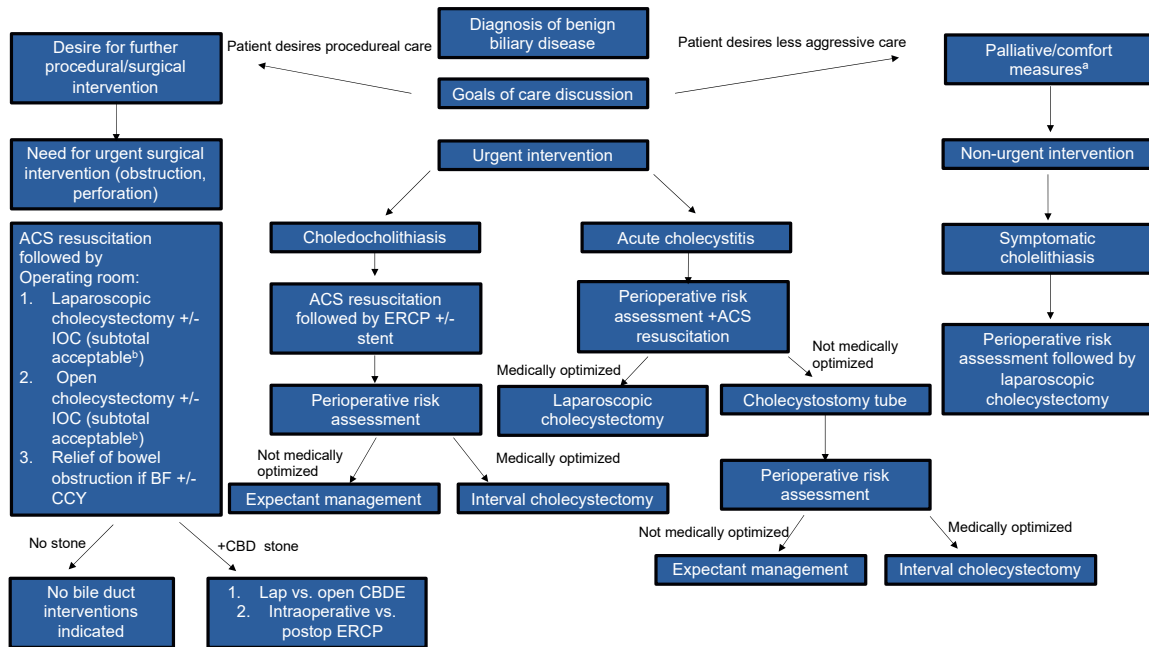 Diagnosis of benign
biliary disease
Desire for further
procedural/surgical
intervention
Patient desires procedureal care
Patient desires less aggressive care
Palliative/comfort
measuresᵃ
Goals of care discussion
Need for urgent surgical
intervention (obstruction,
perforation)
Urgent intervention
Non-urgent intervention
ACS resuscitation
followed by
Operating room:
1. Laparoscopic
cholecystectomy +/-
IOC (subtotal
acceptableᵇ)
2. Open
cholecystectomy +/-
IOC (subtotal
acceptableᵇ)
3. Relief of bowel
obstruction if BF +/-
CCY
Choledocholithiasis
Acute cholecystitis
Symptomatic
cholelithiasis
ACS resuscitation
followed by ERCP +/-
stent
Perioperative risk
assessment +ACS
resuscitation
Perioperative risk
assessment followed by
laparoscopic
cholecystectomy
Medically optimized
Not medically
optimized
Perioperative risk
assessment
Laparoscopic
cholecystectomy
Cholecystostomy tube
Not medically
optimized
Medically optimized
Expectant management
Interval cholecystectomy
Perioperative risk
assessment
Not medically optimized
Medically optimized
Expectant management
Interval cholecystectomy
No stone
+CBD stone
No bile duct
interventions
indicated
1. Lap vs. open CBDE
2. Intraoperative vs.
postop ERCP